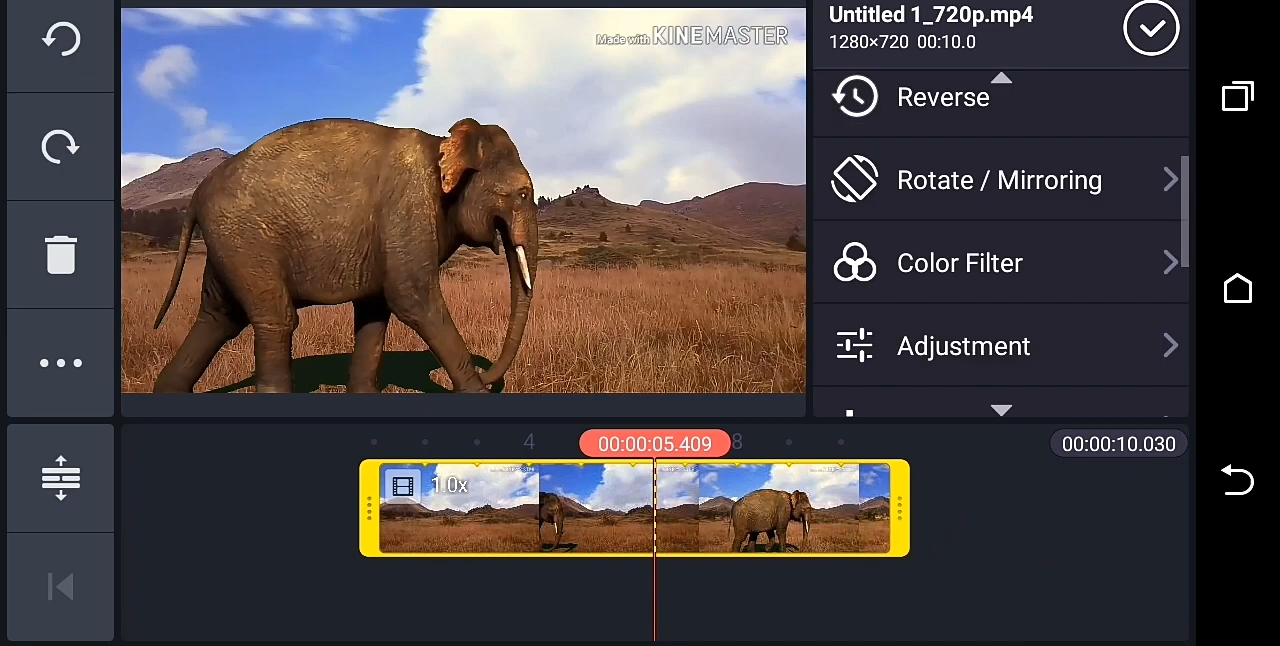 Made with KINEMASTER
Untitled 1_720p.mp4
1280×720 00:10.0
Reverse
Rotate / Mirroring
Color Filter
Adjustment
4
00:00:05.409
8
00:00:10.030
1.0x